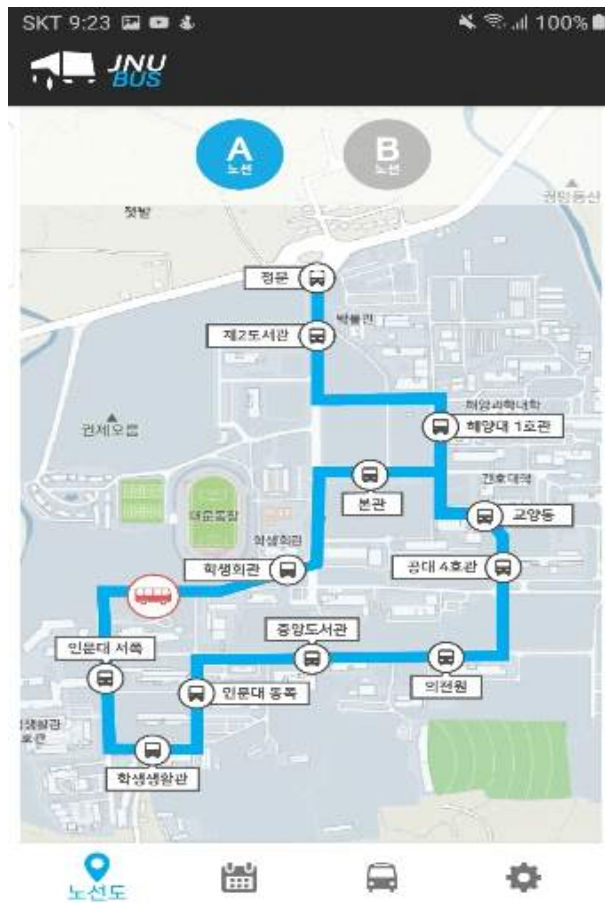 SKT 9:23
100%
JNU
BUS
A
노선
B
노선
정문
제2도서관
박물관
해양과학대학
해양대 1호관
간호대학
본관
교양동
대운동장
학생회관
학생회관
공대 4호관
중앙도서관
인문대 서쪽
인문대 동쪽
의전원
학생생활관
노선도